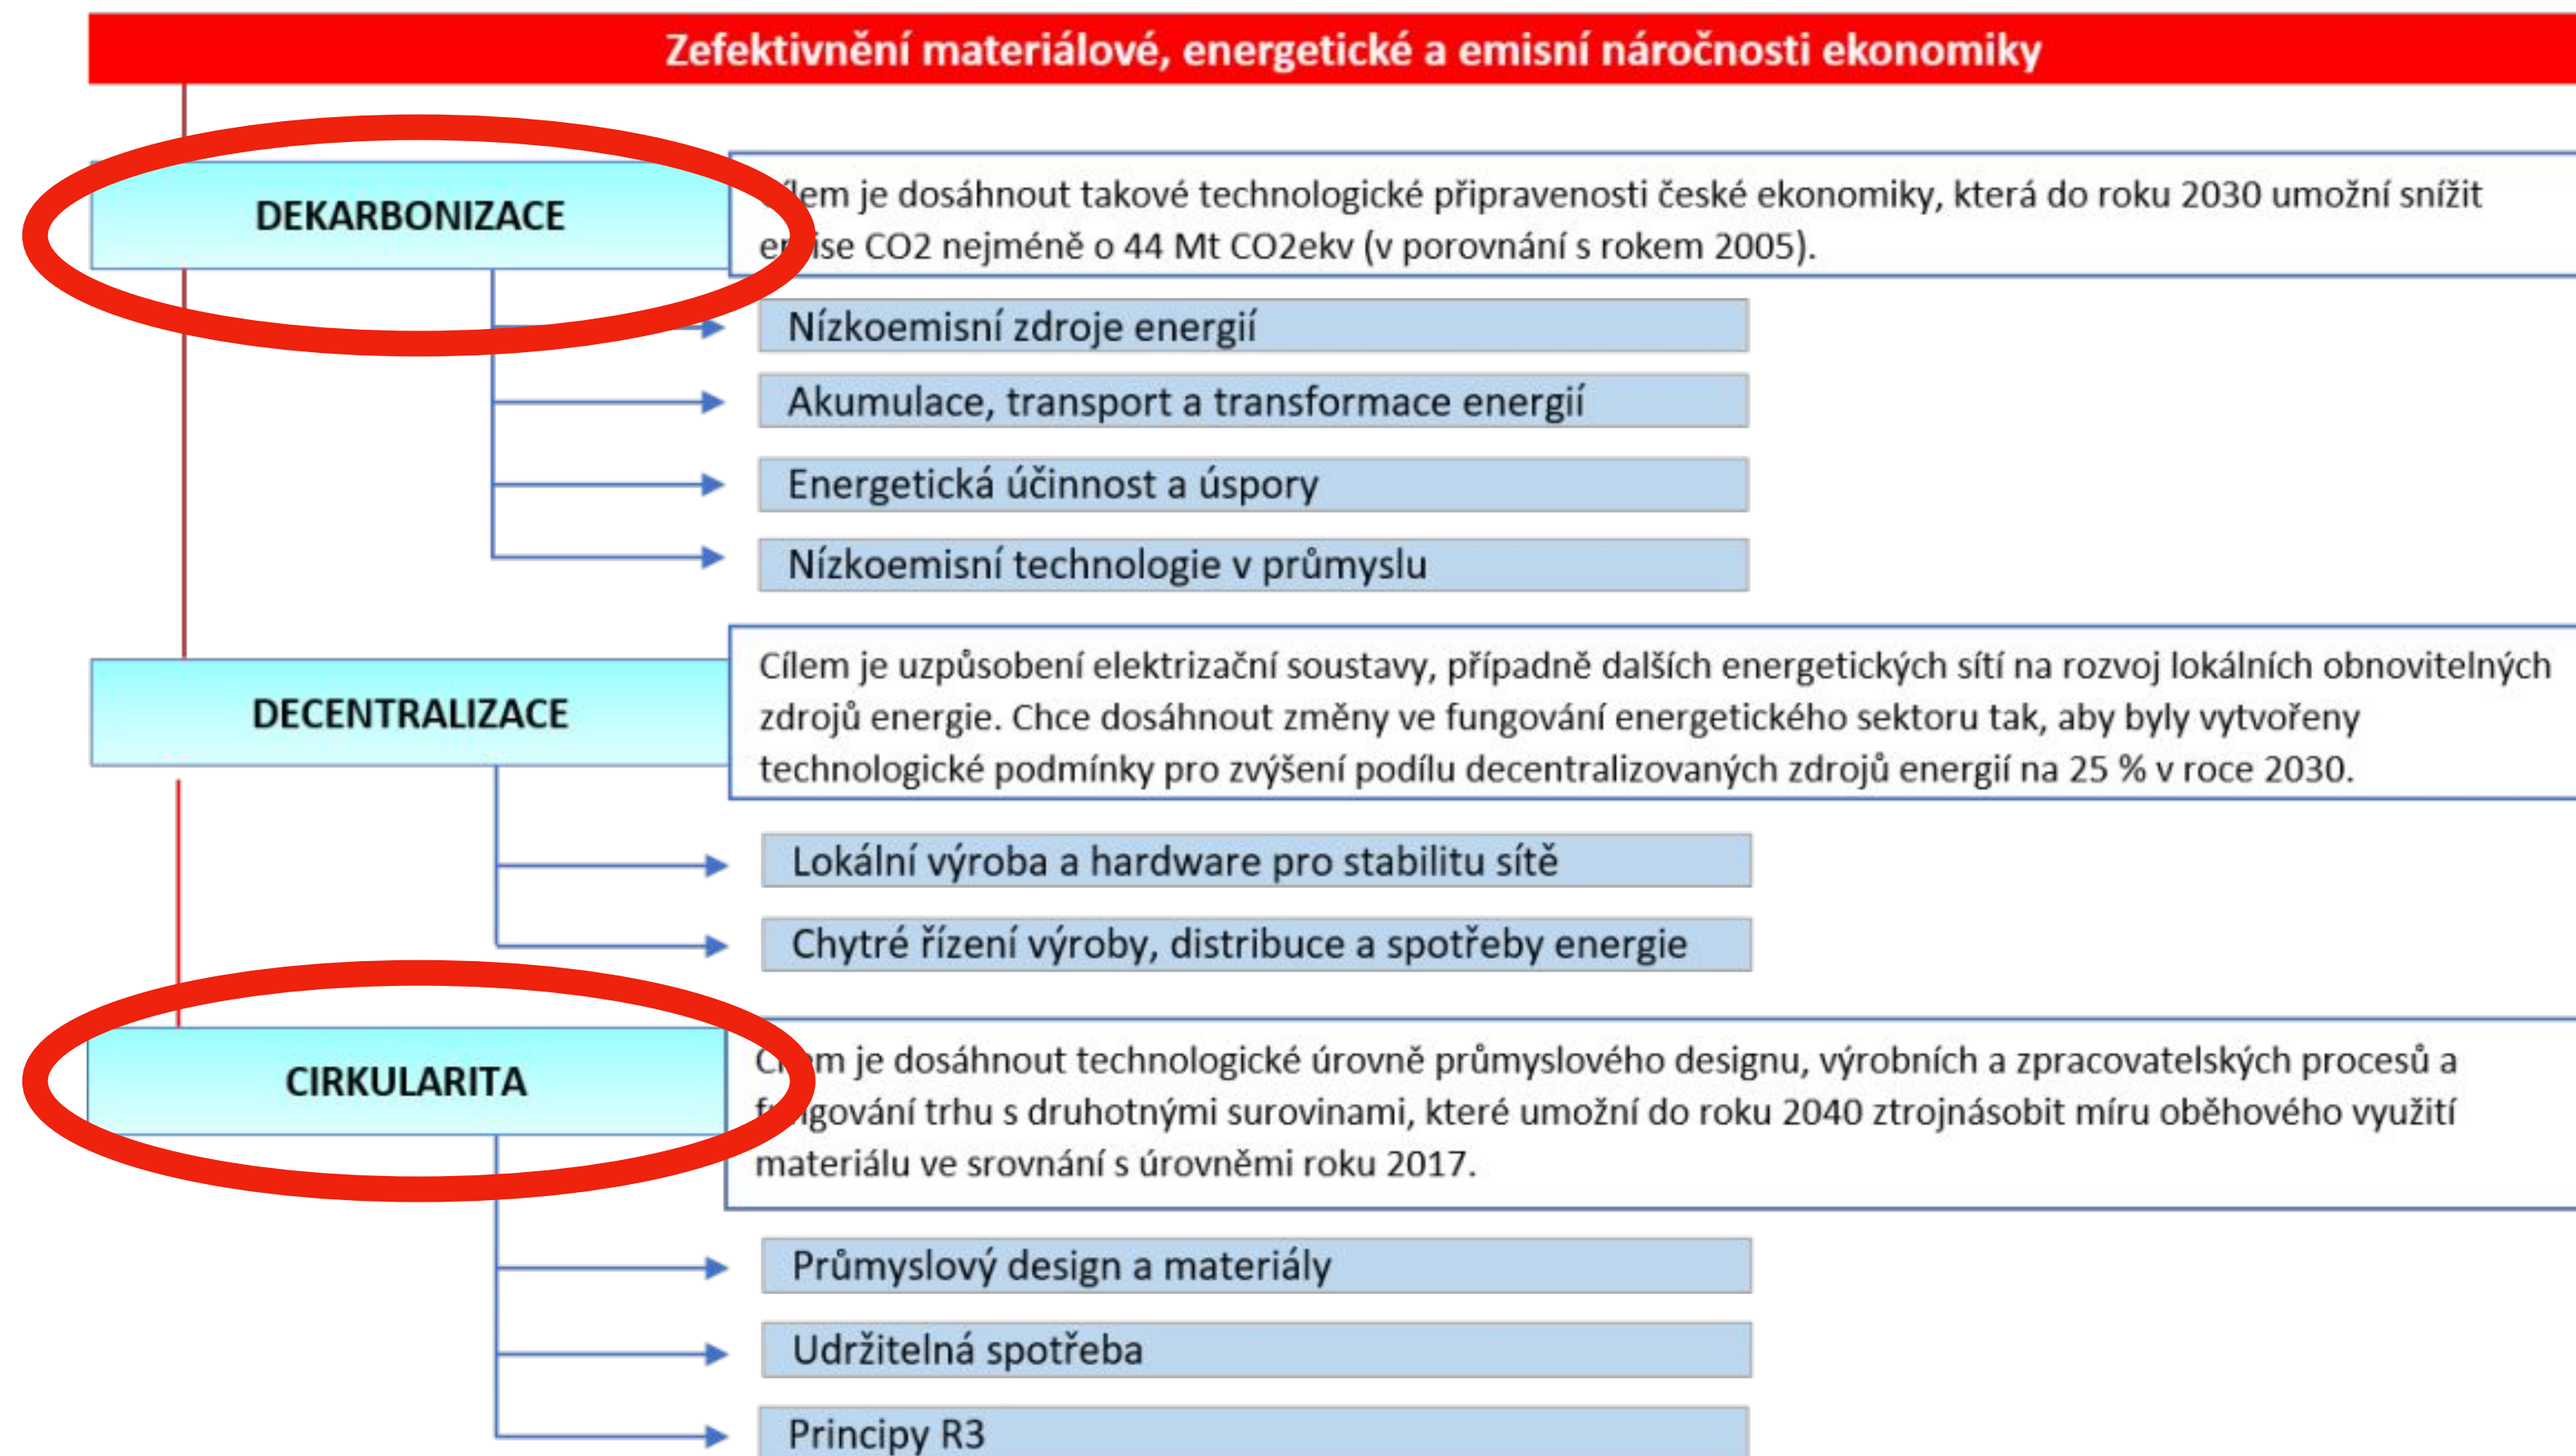 Zefektivnění materiálové, energetické a emisní náročnosti ekonomiky
DEKARBONIZACE
Cílem je dosáhnout takové technologické připravenosti české ekonomiky, která do roku 2030 umožní snížit
emise CO2 nejméně o 44 Mt CO2ekv (v porovnání s rokem 2005).
Nízkoemisní zdroje energií
Akumulace, transport a transformace energií
Energetická účinnost a úspory
Nízkoemisní technologie v průmyslu
DECENTRALIZACE
Cílem je uzpůsobení elektrizační soustavy, případně dalších energetických sítí na rozvoj lokálních obnovitelných
zdrojů energie. Chce dosáhnout změny ve fungování energetického sektoru tak, aby byly vytvořeny
technologické podmínky pro zvýšení podílu decentralizovaných zdrojů energií na 25 % v roce 2030.
Lokální výroba a hardware pro stabilitu sítě
Chytré řízení výroby, distribuce a spotřeby energie
CIRKULARITA
Cílem je dosáhnout technologické úrovně průmyslového designu, výrobních a zpracovatelských procesů a
fungování trhu s druhotnými surovinami, které umožní do roku 2040 ztrojnásobit míru oběhového využití
materiálu ve srovnání s úrovněmi roku 2017.
Průmyslový design a materiály
Udržitelná spotřeba
Principy R3